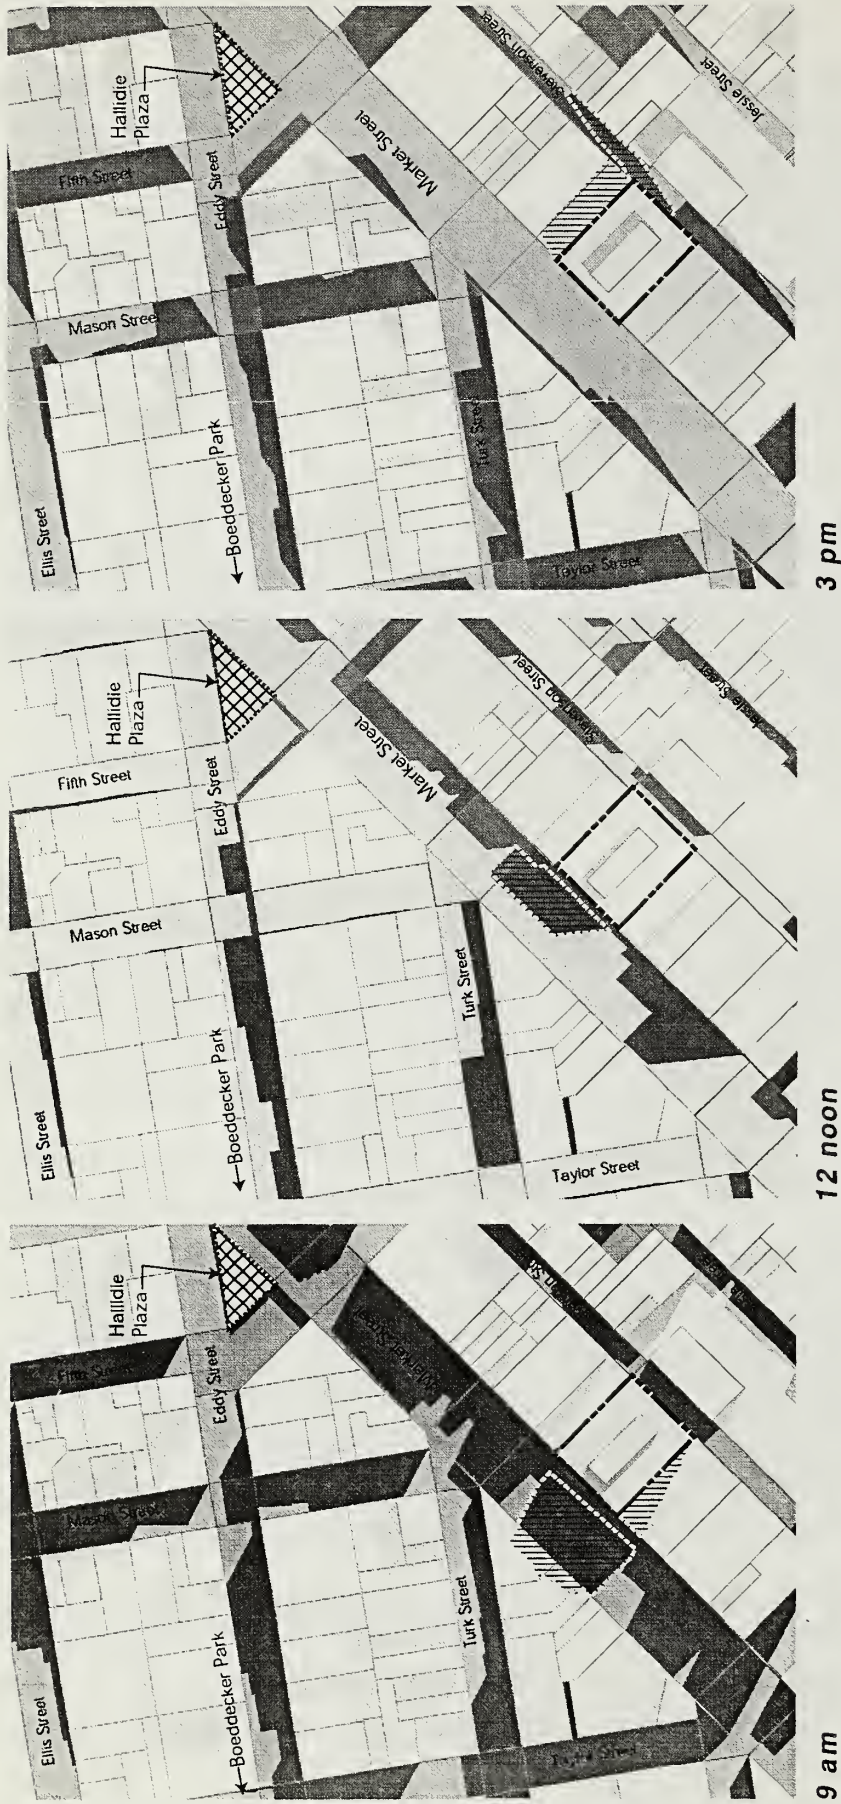 Hallidie
Plaza
Fifth Street
Eddy Street
Market Street
Stevenson Street
Jessie Street
Mason Street
Ellis Street
Boeddecker Park
Turk Street
Taylor Street
3 pm
Hallidie
Plaza
Fifth Street
Eddy Street
Market Street
Stevenson Street
Jessie Street
Mason Street
Ellis Street
Boeddecker Park
Turk Street
Taylor Street
12 noon
Hallidie
Plaza
Fifth Street
Eddy Street
Market Street
Mason Street
Ellis Street
Boeddecker Park
Turk Street
Taylor Street
9 am